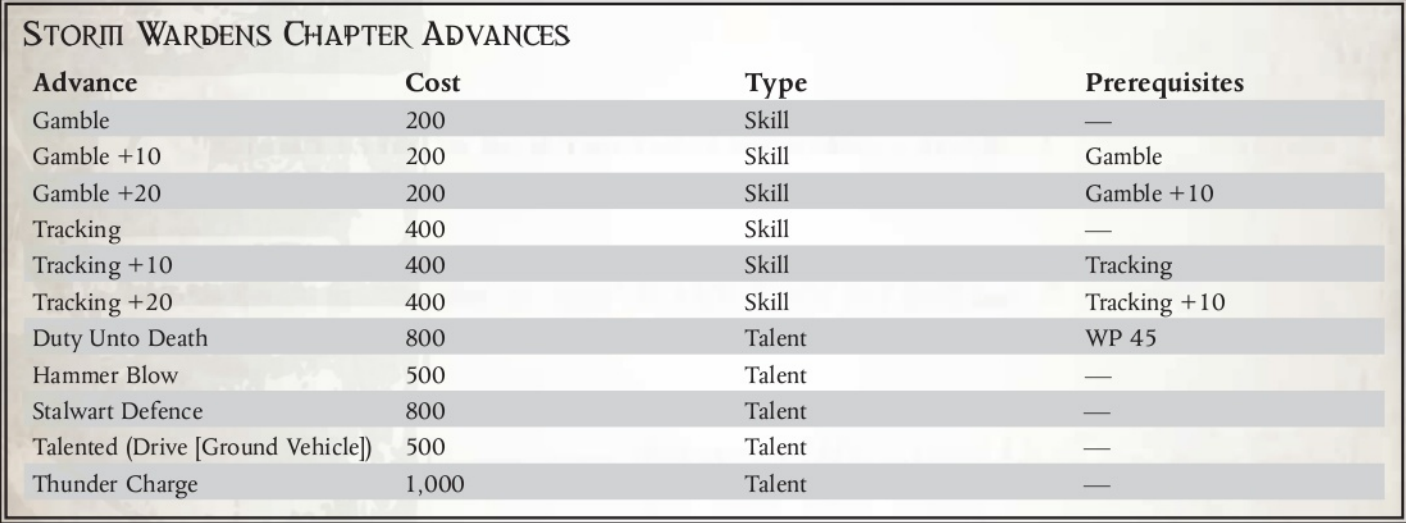 Storm Wardens Chapter Advances
Advance Cost Type Prerequisites
Gamble 200 Skill —
Gamble +10 200 Skill Gamble
Gamble +20 200 Skill Gamble +10
Tracking 400 Skill —
Tracking +10 400 Skill Tracking
Tracking +20 400 Skill Tracking +10
Duty Unto Death 800 Talent WP 45
Hammer Blow 500 Talent —
Stalwart Defence 800 Talent —
Talented (Drive [Ground Vehicle]) 500 Talent —
Thunder Charge 1,000 Talent —